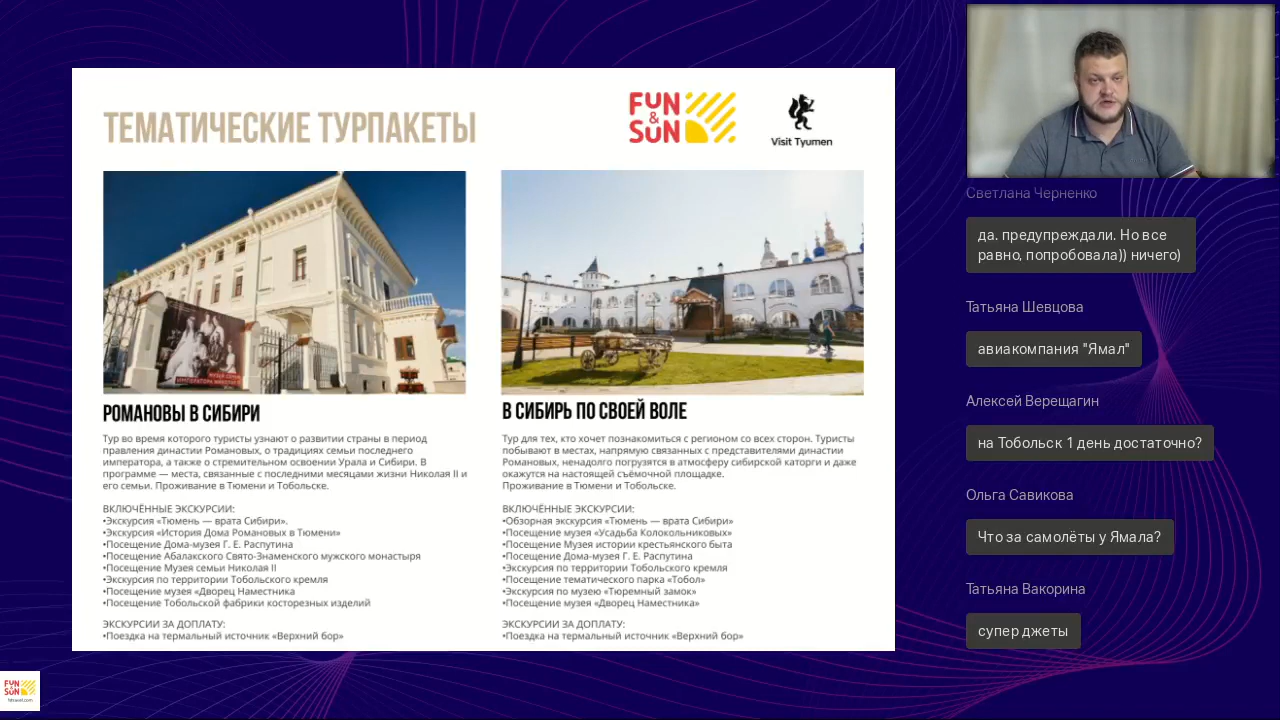 ТЕМАТИЧЕСКИЕ ТУРПАКЕТЫ
FUN
&
SUN
Visit Tyumen
МУЗЕЙ СЕМЬИ
ИМПЕРАТОРА НИКОЛАЯ II
РОМАНОВЫ В СИБИРИ
Тур во время которого туристы узнают о развитии страны в период
правления династии Романовых, о традициях семьи последнего
императора, а также о стремительном освоении Урала и Сибири. В
программе — места, связанные с последними месяцами жизни Николая II и
его семьи. Проживание в Тюмени и Тобольске.
ВКЛЮЧЁННЫЕ ЭКСКУРСИИ:
•Экскурсия «Тюмень — врата Сибири».
•Экскурсия «История Дома Романовых в Тюмени»
•Посещение Дома-музея Г. Е. Распутина
•Посещение Абалакского Свято-Знаменского мужского монастыря
•Посещение Музея семьи Николая II
•Экскурсия по территории Тобольского кремля
•Посещение музея «Дворец Наместника
•Посещение Тобольской фабрики косторезных изделий
ЭКСКУРСИИ ЗА ДОПЛАТУ:
•Поездка на термальный источник «Верхний бор»
В СИБИРЬ ПО СВОЕЙ ВОЛЕ
Тур для тех, кто хочет познакомиться с регионом со всех сторон. Туристы
побывают в местах, напрямую связанных с представителями династии
Романовых, ненадолго погрузятся в атмосферу сибирской каторги и даже
окажутся на настоящей съёмочной площадке.
Проживание в Тюмени и Тобольске.
ВКЛЮЧЁННЫЕ ЭКСКУРСИИ:
•Обзорная экскурсия «Тюмень — врата Сибири»
•Посещение музея «Усадьба Колокольниковых»
•Посещение Музея истории крестьянского быта
•Посещение Дома-музея Г. Е. Распутина
•Экскурсия по территории Тобольского кремля
•Посещение тематического парка «Тобол»
•Экскурсия по музею «Тюремный замок»
•Посещение музея «Дворец Наместника»
ЭКСКУРСИИ ЗА ДОПЛАТУ:
•Поездка на термальный источник «Верхний бор»
Светлана Черненко
да. предупреждали. Но все
равно, попробовала)) ничего)
Татьяна Шевцова
авиакомпания "Ямал"
Алексей Верещагин
на Тобольск 1 день достаточно?
Ольга Савикова
Что за самолёты у Ямала?
Татьяна Вакорина
супер джеты
FUN
&
SUN